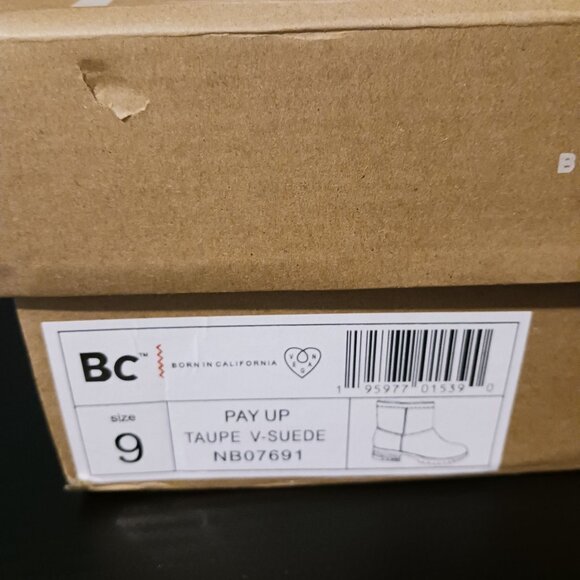 B
Bc™
BORN IN CALIFORNIA
VEGAN
1 95977 01539 0
size
9
PAY UP
TAUPE V-SUEDE
NB07691